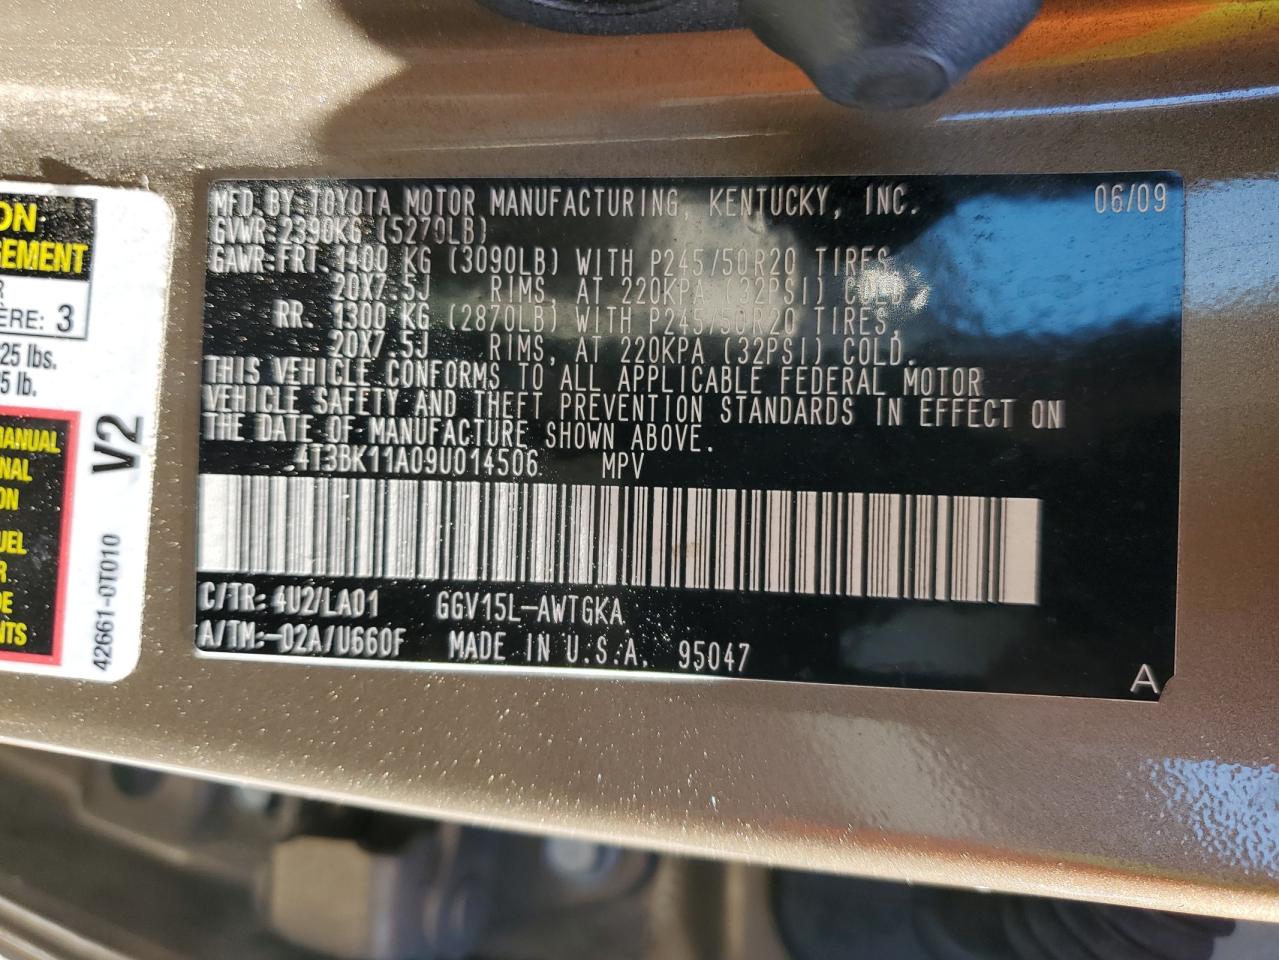 MFD.BY:TOYOTA MOTOR MANUFACTURING, KENTUCKY, INC. 06/09
GVWR 2390KG (5270LB)
GAWR FRT 1400 KG (3090LB) WITH P245/50R20 TIRES,
20X7.5J RIMS, AT 220KPA (32PSI) COLD,
RR. 1300 KG (2870LB) WITH P245/50R20 TIRES,
20X7.5J RIMS, AT 220KPA (32PSI) COLD.
THIS VEHICLE CONFORMS TO ALL APPLICABLE FEDERAL MOTOR
VEHICLE SAFETY AND THEFT PREVENTION STANDARDS IN EFFECT ON
THE DATE OF MANUFACTURE SHOWN ABOVE.
4T3BK11A09U014506 MPV
C/TR: 4U2/LA01 GGV15L-AWTGKA
A/TM:-02A/U660F MADE IN U.S.A. 95047
A
ON
GEMENT
R
ERE: 3
25 lbs.
5 lb.
MANUAL
NAL
ON
UEL
R
DE
NTS
V2
42661-0T010